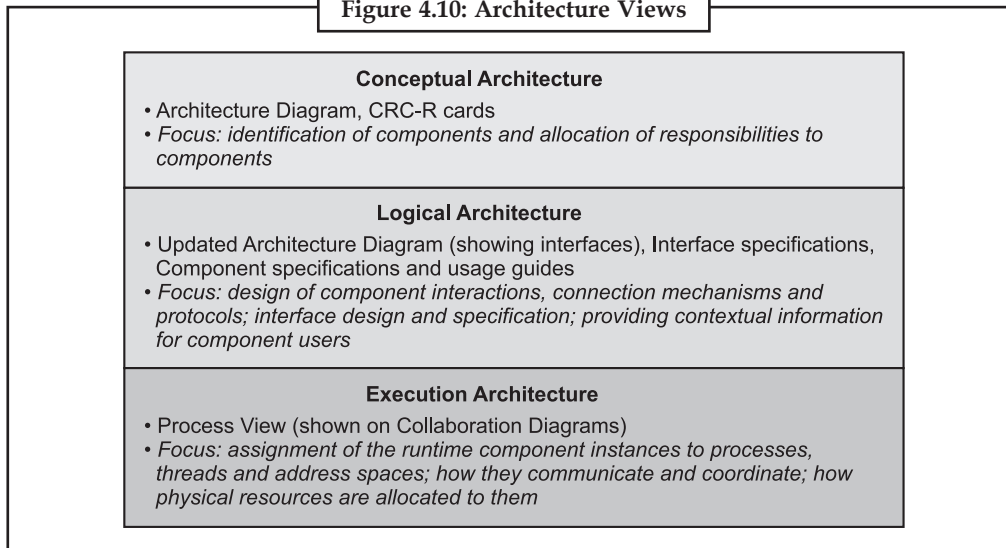 Figure 4.10: Architecture Views
Conceptual Architecture
• Architecture Diagram, CRC-R cards
• Focus: identification of components and allocation of responsibilities to
components
Logical Architecture
• Updated Architecture Diagram (showing interfaces), Interface specifications,
Component specifications and usage guides
• Focus: design of component interactions, connection mechanisms and
protocols; interface design and specification; providing contextual information
for component users
Execution Architecture
• Process View (shown on Collaboration Diagrams)
• Focus: assignment of the runtime component instances to processes,
threads and address spaces; how they communicate and coordinate; how
physical resources are allocated to them